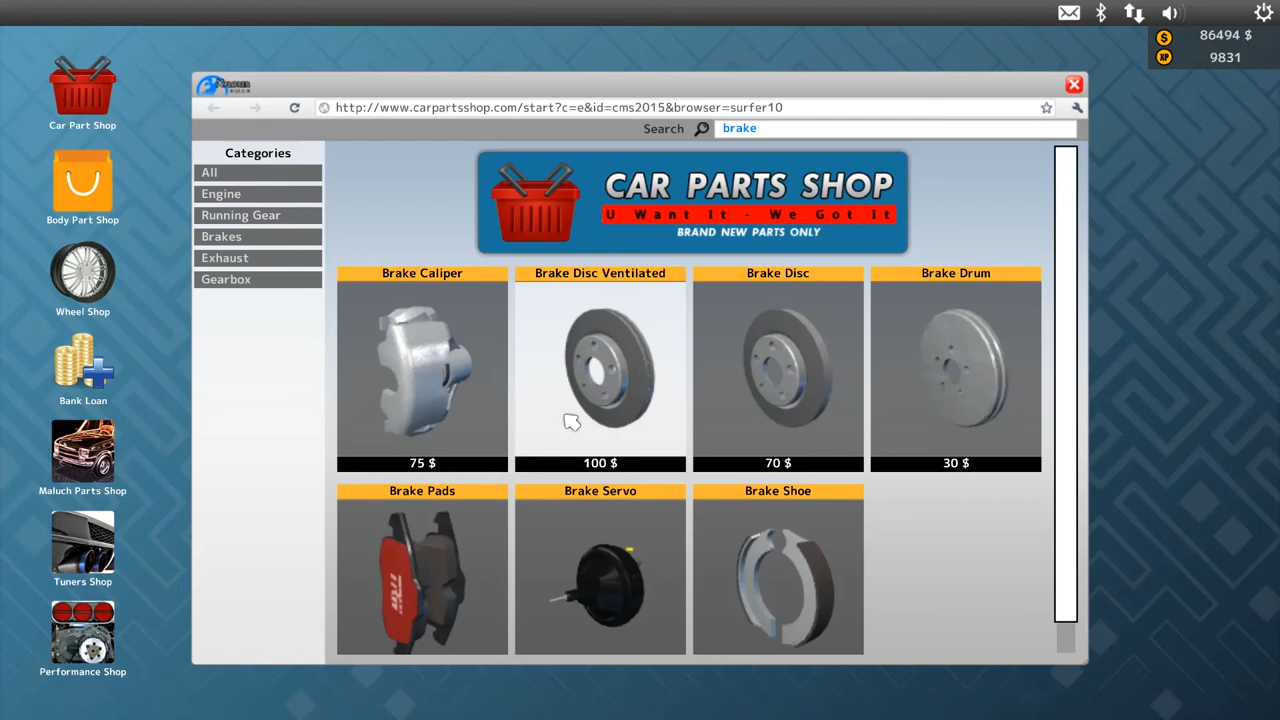 86494 $
9831
Car Part Shop
Body Part Shop
Wheel Shop
Bank Loan
Maluch Parts Shop
Tuners Shop
Performance Shop
http://www.carpartsshop.com/start?c=e&id=cms2015&browser=surfer10
Search
brake
Categories
All
Engine
Running Gear
Brakes
Exhaust
Gearbox
CAR PARTS SHOP
U Want It - We Got It
BRAND NEW PARTS ONLY
Brake Caliper
75 $
Brake Disc Ventilated
100 $
Brake Disc
70 $
Brake Drum
30 $
Brake Pads
TRW
Brake Servo
Brake Shoe